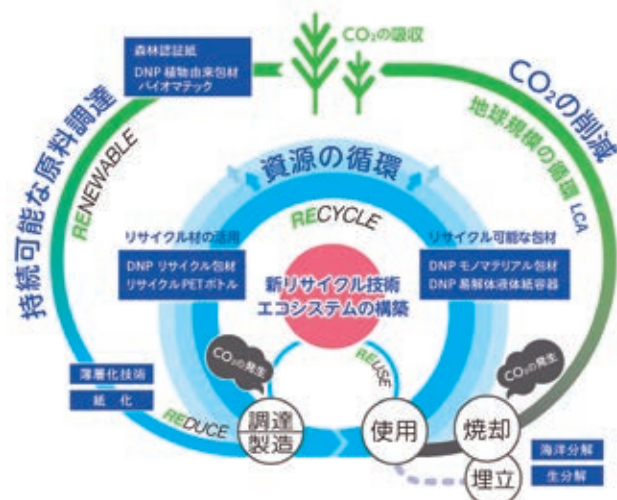 CO₂の吸収
森林認証紙
DNP 植物由来包材
バイオマテック
持続可能な原料調達
RENEWABLE
CO₂の削減
地球規模の循環 LCA
資源の循環
RECYCLE
リサイクル材の活用
DNP リサイクル包材
リサイクルPETボトル
リサイクル可能な包材
DNP モノマテリアル包材
DNP 易解体液体紙容器
新リサイクル技術
エコシステムの構築
薄層化技術
紙 化
REDUCE
CO₂の発生
調達
製造
REUSE
使用
CO₂の発生
焼却
埋立
海洋分解
生分解